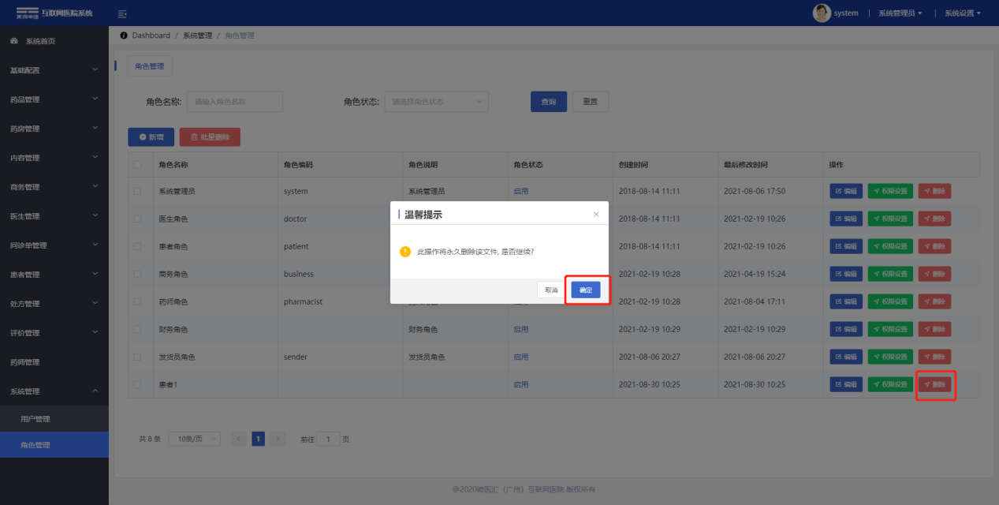 互联网医院系统
system | 系统管理员 | 系统设置
系统首页
基础配置
药品管理
药房管理
内容管理
商务管理
医生管理
问诊单管理
患者管理
处方管理
评价管理
药师管理
系统管理
用户管理
角色管理
Dashboard / 系统管理 / 角色管理
角色管理
角色名称: 请输入角色名称 角色状态: 请选择角色状态 查询 重置
新增 批量删除
角色名称 角色编码 角色说明 角色状态 创建时间 最后修改时间 操作
系统管理员 system 系统管理员 启用 2018-08-14 11:11 2021-08-06 17:50 编辑 权限设置 删除
医生角色 doctor 2018-08-14 11:11 2021-02-19 10:26 编辑 权限设置 删除
患者角色 patient 2018-08-14 11:11 2021-02-19 10:26 编辑 权限设置 删除
商务角色 business 2021-02-19 10:28 2021-04-19 15:24 编辑 权限设置 删除
药师角色 pharmacist 2021-02-19 10:28 2021-08-04 17:11 编辑 权限设置 删除
财务角色 财务角色 启用 2021-02-19 10:29 2021-02-19 10:29 编辑 权限设置 删除
发货员角色 sender 发货员角色 启用 2021-08-06 20:27 2021-08-06 20:27 编辑 权限设置 删除
患者1 启用 2021-08-30 10:25 2021-08-30 10:25 编辑 权限设置 删除
温馨提示 ×
此操作将永久删除该文件, 是否继续?
取消 确定
共 8 条 10条/页 < 1 > 前往 1 页
@2020德医汇（广州）互联网医院 版权所有